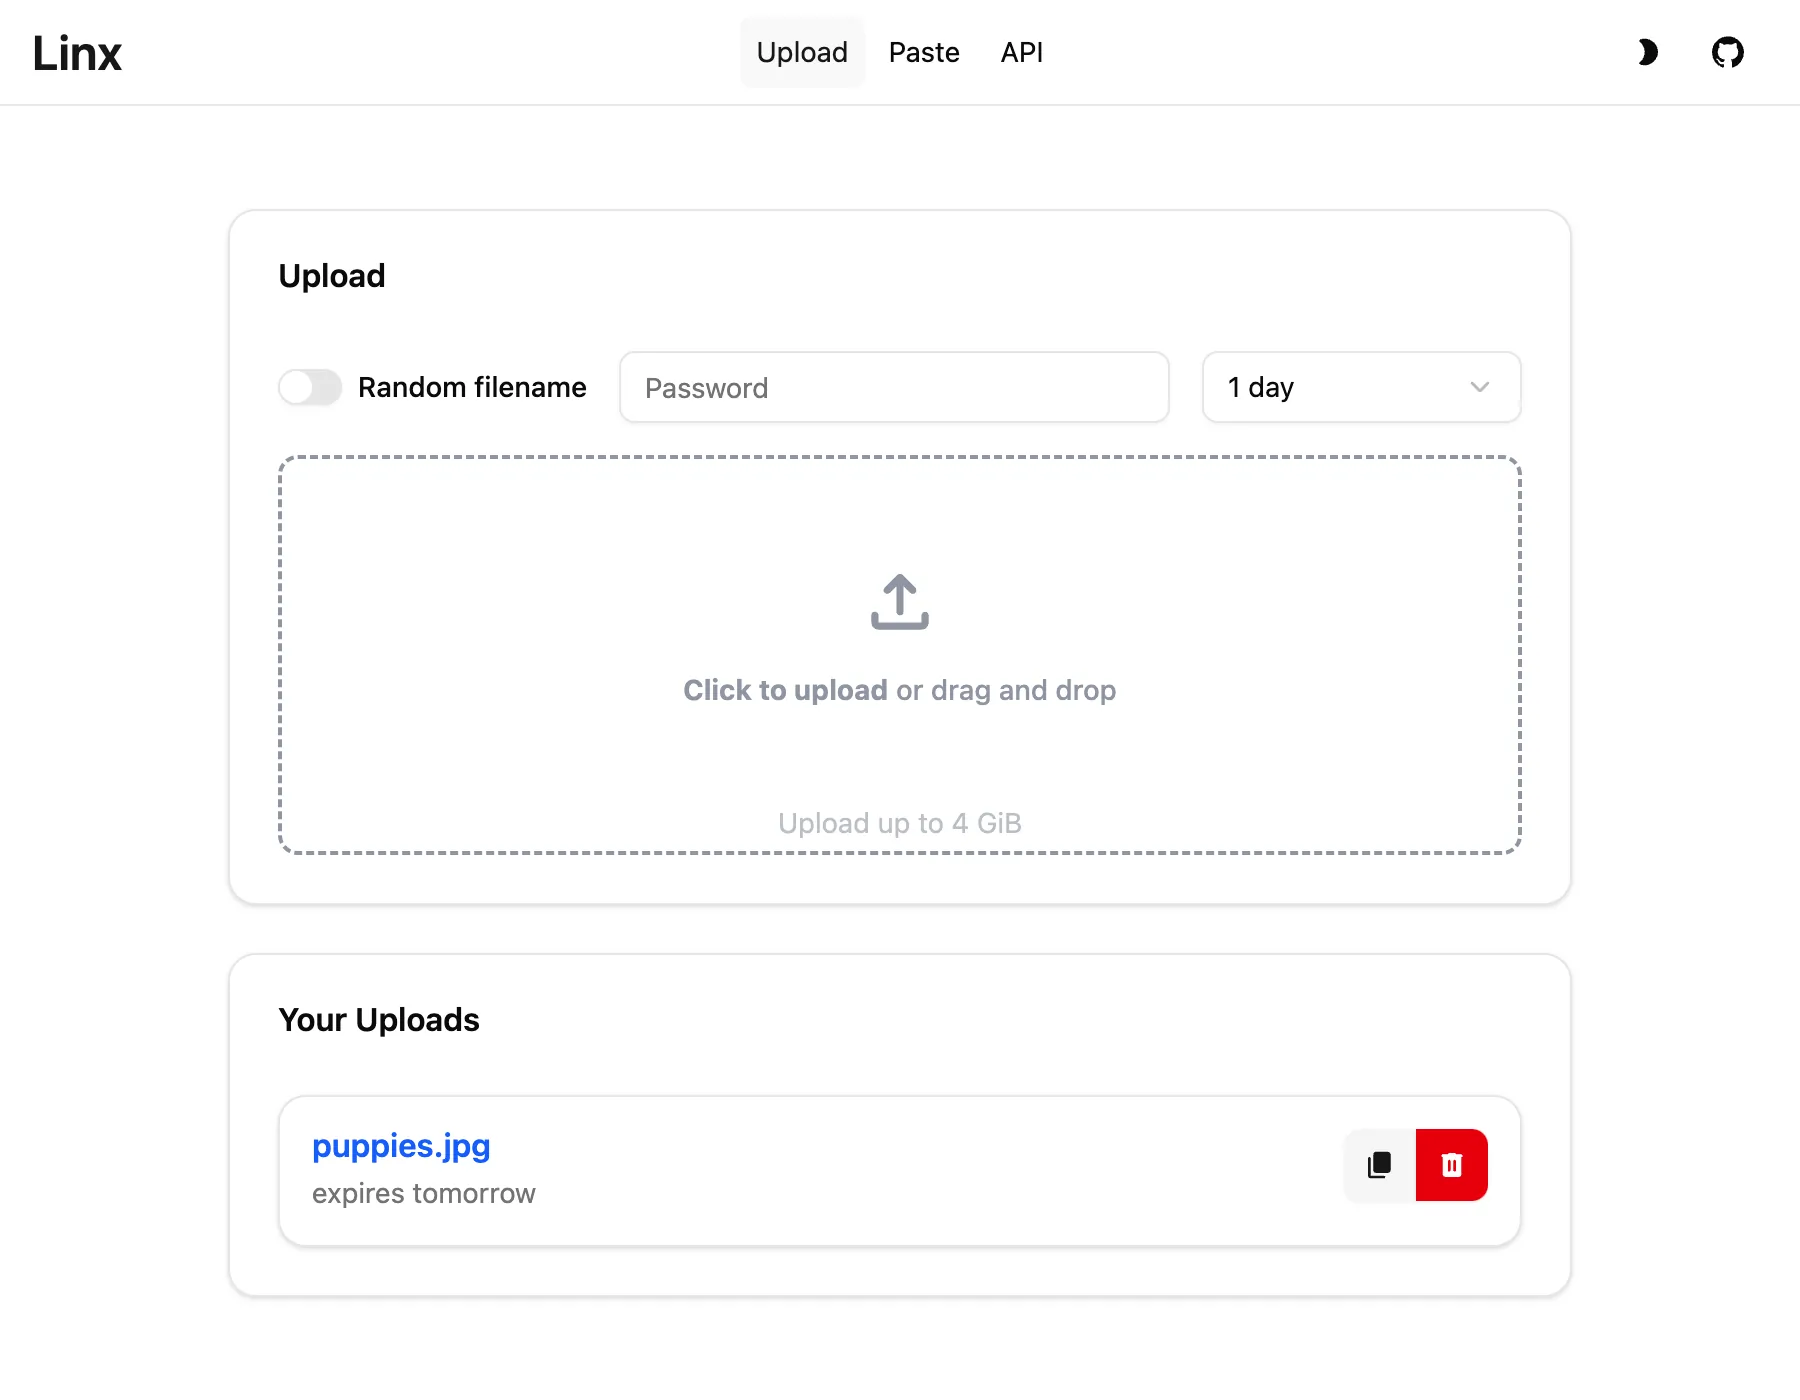 Linx
Upload
Paste
API
Upload
Random filename
Password
1 day
Click to upload or drag and drop
Upload up to 4 GiB
Your Uploads
puppies.jpg
expires tomorrow